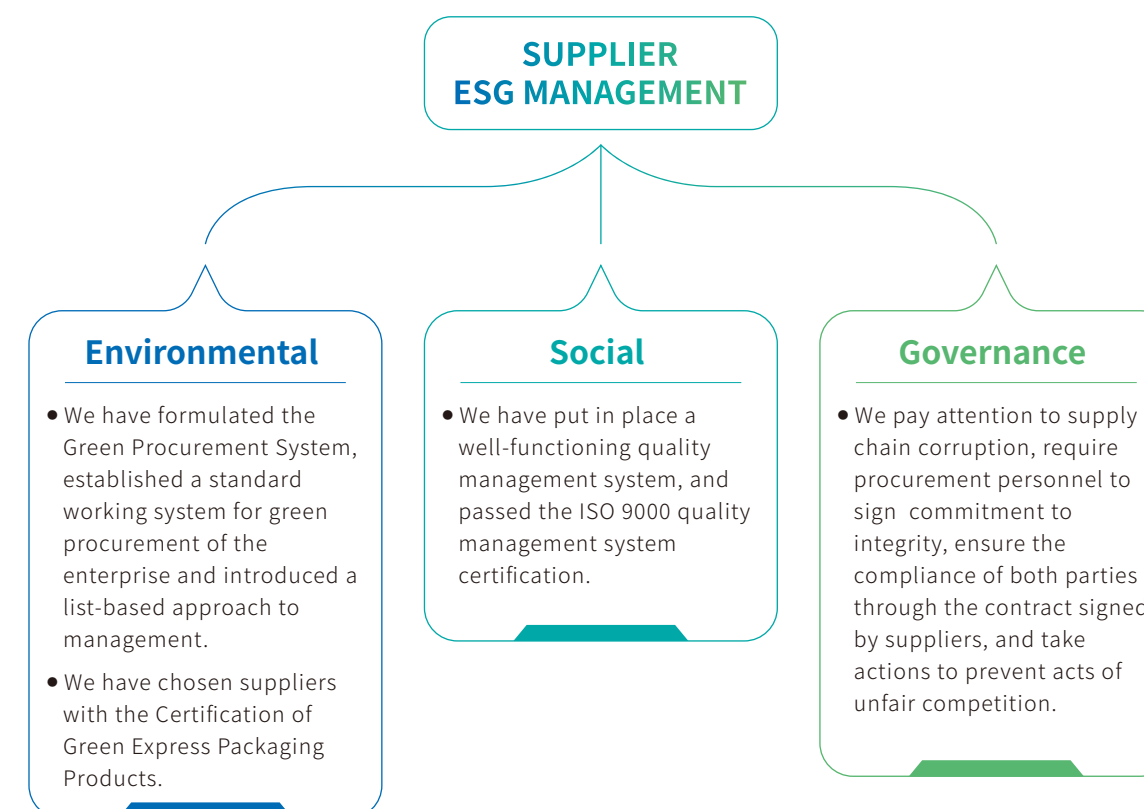 SUPPLIER
ESG MANAGEMENT
Environmental
• We have formulated the
Green Procurement System,
established a standard
working system for green
procurement of the
enterprise and introduced a
list-based approach to
management.
• We have chosen suppliers
with the Certification of
Green Express Packaging
Products.
Social
• We have put in place a
well-functioning quality
management system, and
passed the ISO 9000 quality
management system
certification.
Governance
• We pay attention to supply
chain corruption, require
procurement personnel to
sign  commitment to
integrity, ensure the
compliance of both parties
through the contract signed
by suppliers, and take
actions to prevent acts of
unfair competition.